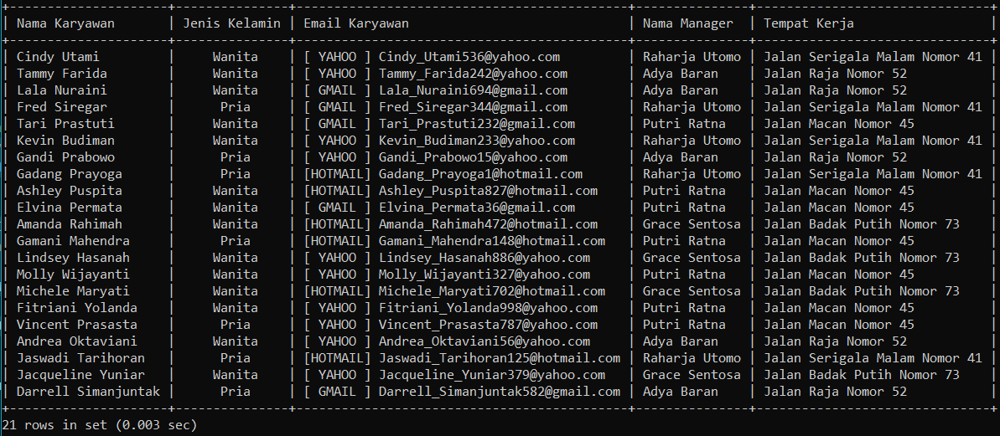 +---------------------+---------------+--------------------------------------------+---------------+-------------------------------+
| Nama Karyawan       | Jenis Kelamin | Email Karyawan                             | Nama Manager  | Tempat Kerja                  |
+---------------------+---------------+--------------------------------------------+---------------+-------------------------------+
| Cindy Utami         |    Wanita     | [ YAHOO ] Cindy_Utami536@yahoo.com         | Raharja Utomo | Jalan Serigala Malam Nomor 41 |
| Tammy Farida        |    Wanita     | [ YAHOO ] Tammy_Farida242@yahoo.com        | Adya Baran    | Jalan Raja Nomor 52           |
| Lala Nuraini        |    Wanita     | [ GMAIL ] Lala_Nuraini694@gmail.com        | Adya Baran    | Jalan Raja Nomor 52           |
| Fred Siregar        |     Pria      | [ GMAIL ] Fred_Siregar344@gmail.com        | Raharja Utomo | Jalan Serigala Malam Nomor 41 |
| Tari Prastuti       |    Wanita     | [ GMAIL ] Tari_Prastuti232@gmail.com       | Putri Ratna   | Jalan Macan Nomor 45          |
| Kevin Budiman       |    Wanita     | [ YAHOO ] Kevin_Budiman233@yahoo.com       | Raharja Utomo | Jalan Serigala Malam Nomor 41 |
| Gandi Prabowo       |     Pria      | [ YAHOO ] Gandi_Prabowo15@yahoo.com        | Adya Baran    | Jalan Raja Nomor 52           |
| Gadang Prayoga      |     Pria      | [HOTMAIL] Gadang_Prayoga1@hotmail.com      | Raharja Utomo | Jalan Serigala Malam Nomor 41 |
| Ashley Puspita      |    Wanita     | [HOTMAIL] Ashley_Puspita827@hotmail.com    | Putri Ratna   | Jalan Macan Nomor 45          |
| Elvina Permata      |    Wanita     | [ GMAIL ] Elvina_Permata36@gmail.com       | Putri Ratna   | Jalan Macan Nomor 45          |
| Amanda Rahimah      |    Wanita     | [HOTMAIL] Amanda_Rahimah472@hotmail.com    | Grace Sentosa | Jalan Badak Putih Nomor 73    |
| Gamani Mahendra     |     Pria      | [HOTMAIL] Gamani_Mahendra148@hotmail.com   | Putri Ratna   | Jalan Macan Nomor 45          |
| Lindsey Hasanah     |    Wanita     | [ YAHOO ] Lindsey_Hasanah886@yahoo.com     | Grace Sentosa | Jalan Badak Putih Nomor 73    |
| Molly Wijayanti     |    Wanita     | [ YAHOO ] Molly_Wijayanti327@yahoo.com     | Putri Ratna   | Jalan Macan Nomor 45          |
| Michele Maryati     |    Wanita     | [HOTMAIL] Michele_Maryati702@hotmail.com   | Grace Sentosa | Jalan Badak Putih Nomor 73    |
| Fitriani Yolanda    |    Wanita     | [ YAHOO ] Fitriani_Yolanda998@yahoo.com    | Putri Ratna   | Jalan Macan Nomor 45          |
| Vincent Prasasta    |     Pria      | [ YAHOO ] Vincent_Prasasta787@yahoo.com    | Putri Ratna   | Jalan Macan Nomor 45          |
| Andrea Oktaviani    |    Wanita     | [ YAHOO ] Andrea_Oktaviani56@yahoo.com     | Adya Baran    | Jalan Raja Nomor 52           |
| Jaswadi Tarihoran   |     Pria      | [HOTMAIL] Jaswadi_Tarihoran125@hotmail.com | Raharja Utomo | Jalan Serigala Malam Nomor 41 |
| Jacqueline Yuniar   |    Wanita     | [ YAHOO ] Jacqueline_Yuniar379@yahoo.com   | Grace Sentosa | Jalan Badak Putih Nomor 73    |
| Darrell Simanjuntak |     Pria      | [ GMAIL ] Darrell_Simanjuntak582@gmail.com | Adya Baran    | Jalan Raja Nomor 52           |
+---------------------+---------------+--------------------------------------------+---------------+-------------------------------+
21 rows in set (0.003 sec)